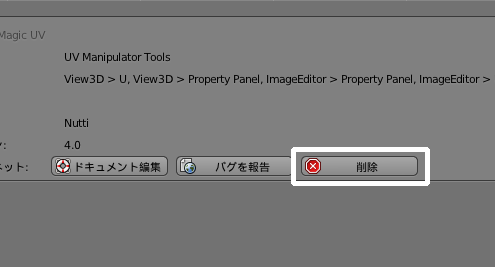 Magic UV
UV Manipulator Tools
View3D > U, View3D > Property Panel, ImageEditor > Property Panel, ImageEditor >
Nutti
4.0
ネット: ドキュメント編集 バグを報告 削除